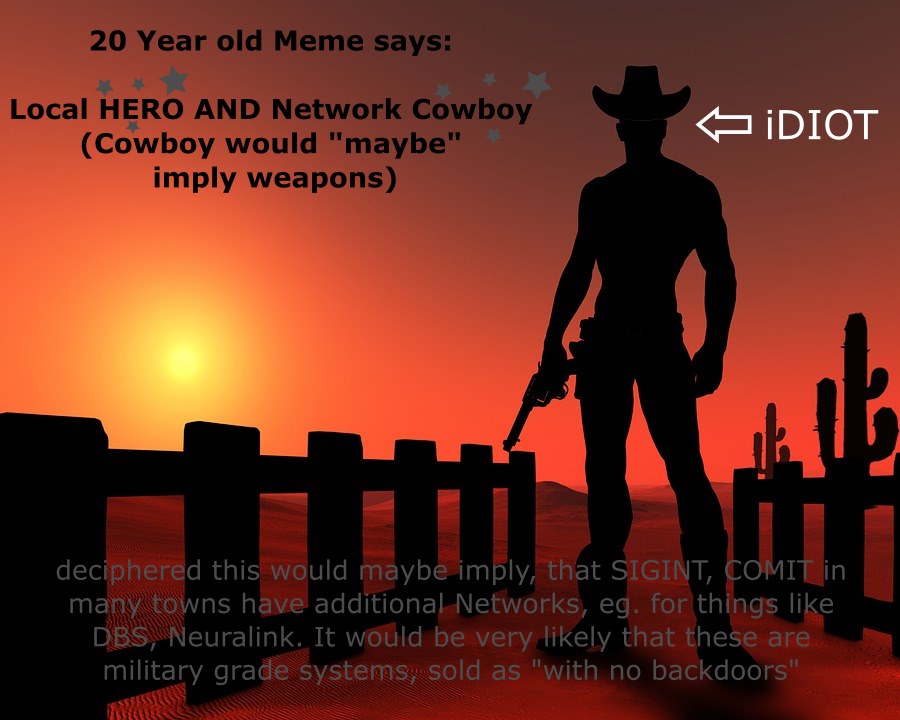 20 Year old Meme says:
Local HERO AND Network Cowboy
(Cowboy would "maybe"
imply weapons)
iDIOT
deciphered this would maybe imply, that SIGINT, COMIT in
many towns have additional Networks, eg. for things like
DBS, Neuralink. It would be very likely that these are
military grade systems, sold as "with no backdoors"